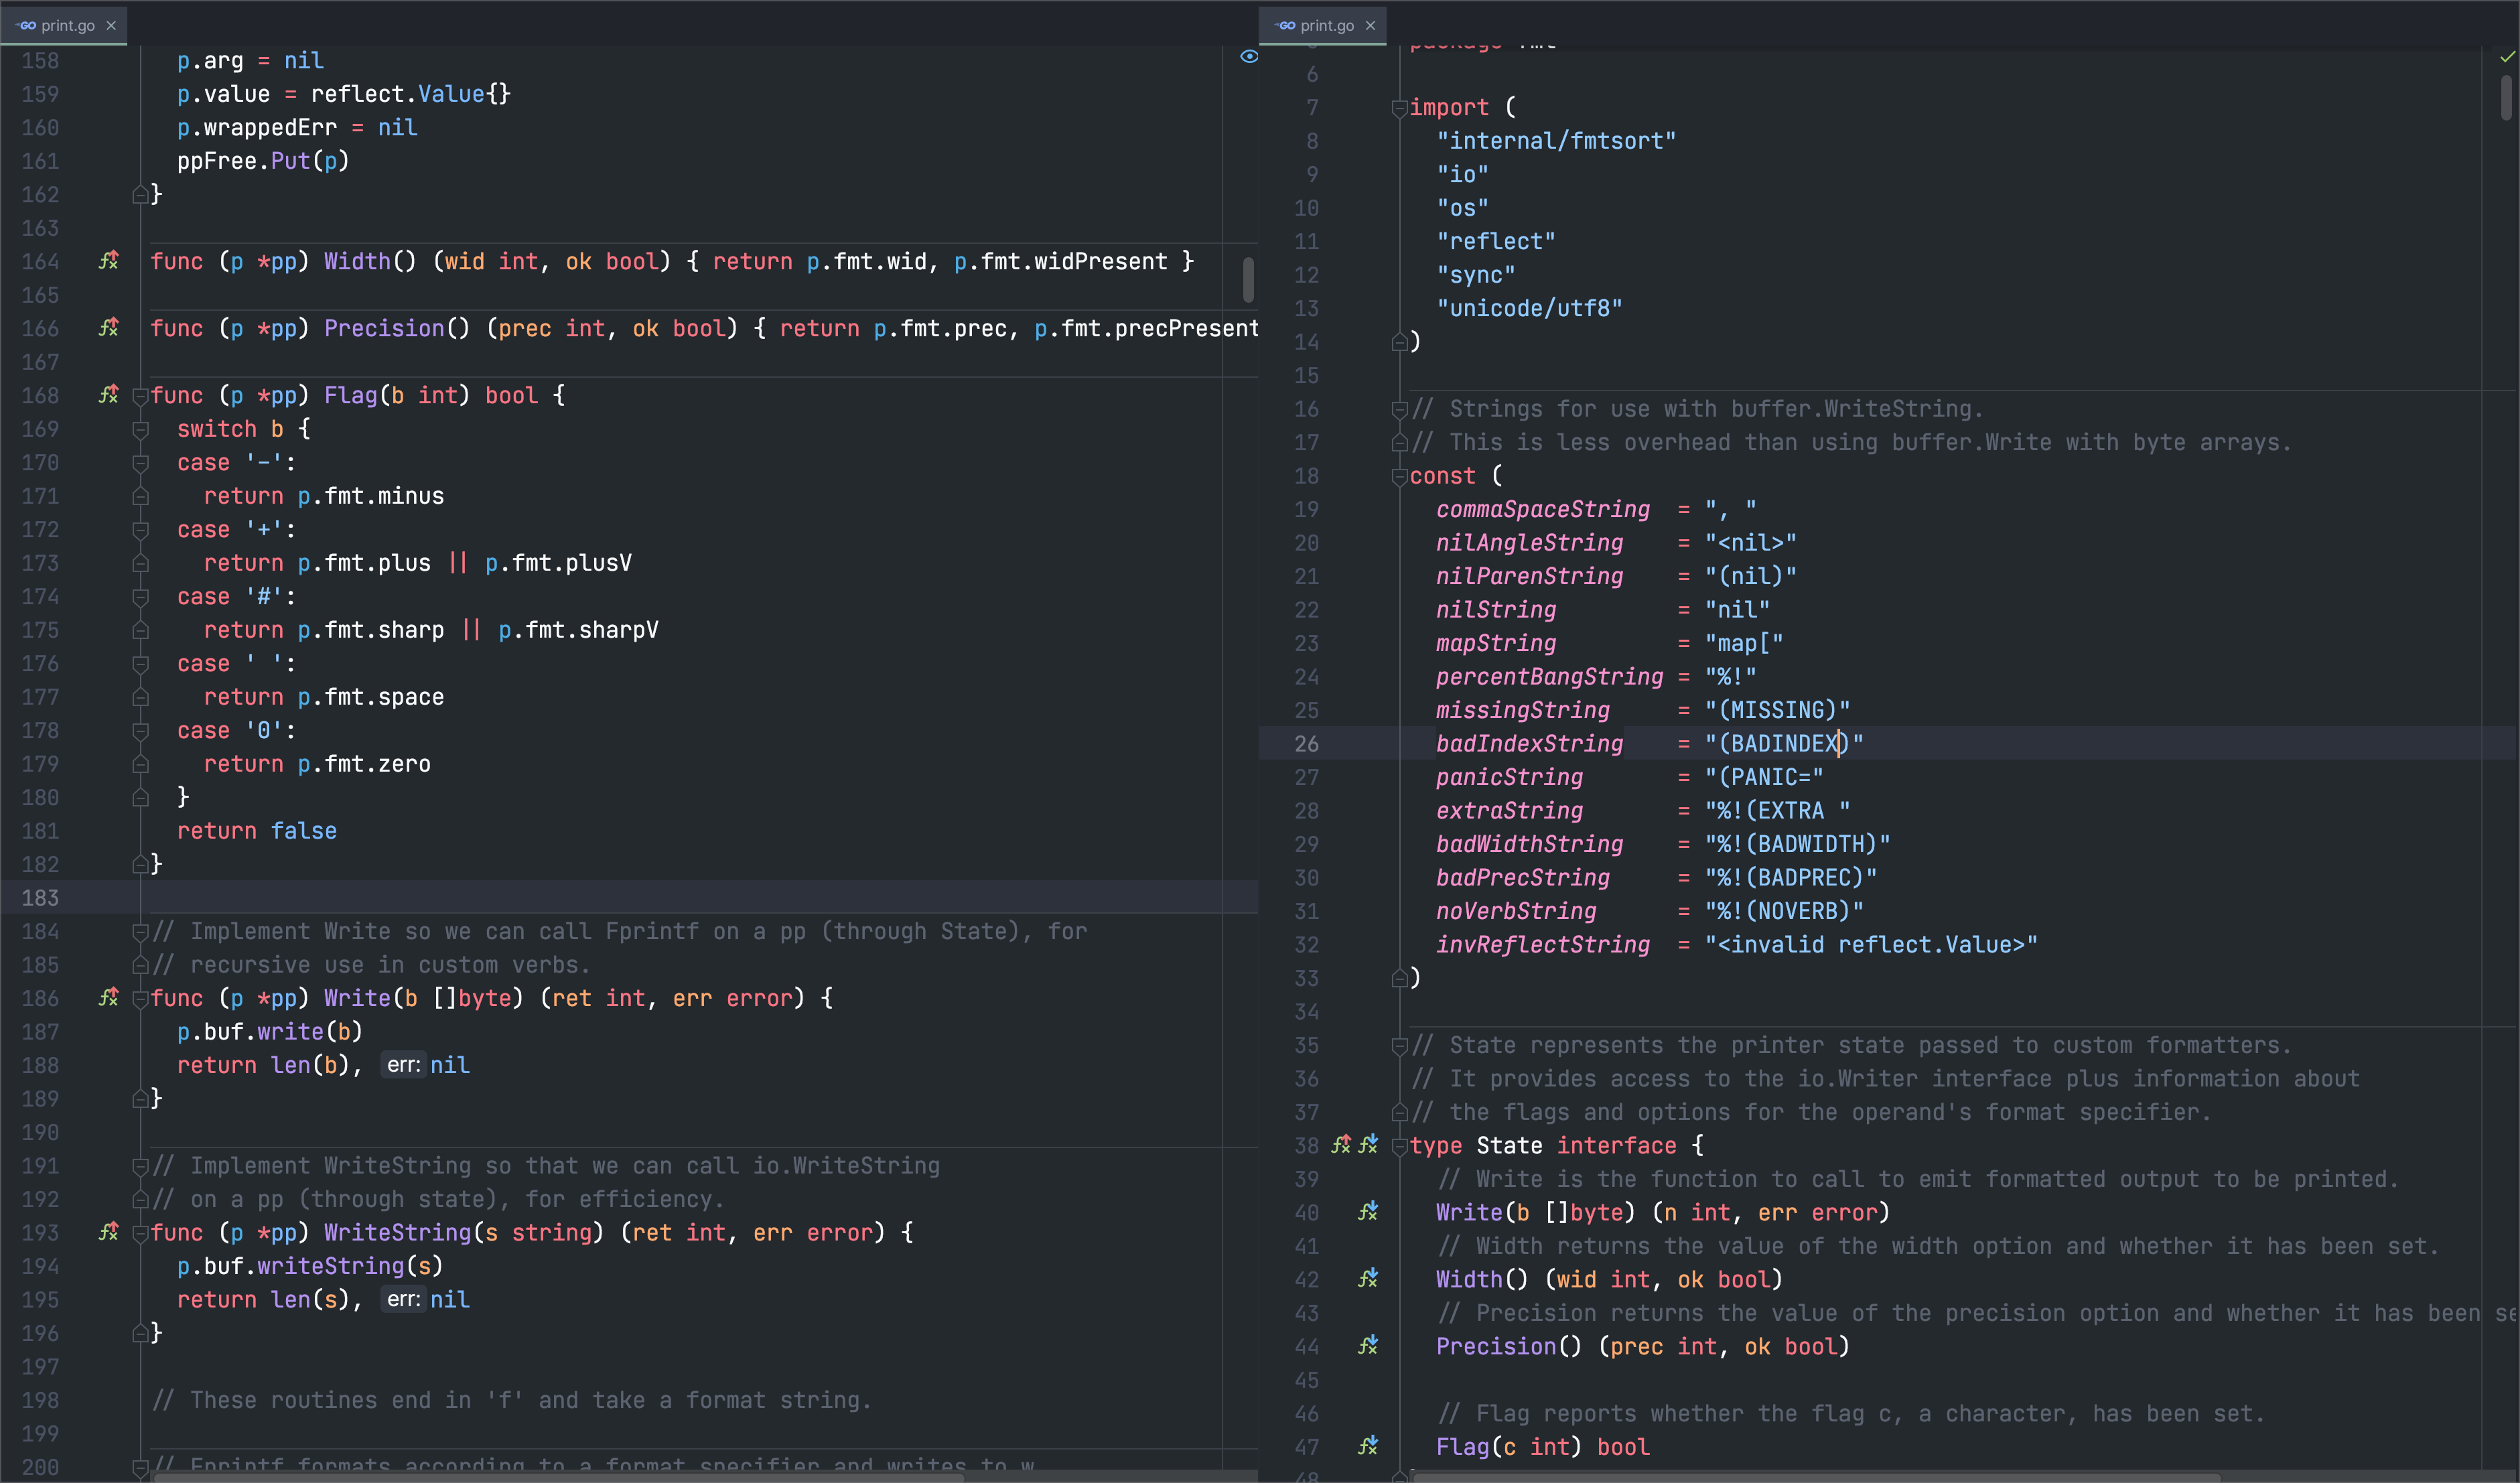 GO print.go ×
158 p.arg = nil
159 p.value = reflect.Value{}
160 p.wrappedErr = nil
161 ppFree.Put(p)
162 }
163
164 func (p *pp) Width() (wid int, ok bool) { return p.fmt.wid, p.fmt.widPresent }
165
166 func (p *pp) Precision() (prec int, ok bool) { return p.fmt.prec, p.fmt.precPresent
167
168 func (p *pp) Flag(b int) bool {
169 switch b {
170 case '-':
171 return p.fmt.minus
172 case '+':
173 return p.fmt.plus || p.fmt.plusV
174 case '#':
175 return p.fmt.sharp || p.fmt.sharpV
176 case ' ':
177 return p.fmt.space
178 case '0':
179 return p.fmt.zero
180 }
181 return false
182 }
183
184 // Implement Write so we can call Fprintf on a pp (through State), for
185 // recursive use in custom verbs.
186 func (p *pp) Write(b []byte) (ret int, err error) {
187 p.buf.write(b)
188 return len(b), err: nil
189 }
190
191 // Implement WriteString so that we can call io.WriteString
192 // on a pp (through state), for efficiency.
193 func (p *pp) WriteString(s string) (ret int, err error) {
194 p.buf.writeString(s)
195 return len(s), err: nil
196 }
197
198 // These routines end in 'f' and take a format string.
199
200 // Fprintf formats according to a format specifier and writes to w
GO print.go ×
package fmt
6
7 import (
8 "internal/fmtsort"
9 "io"
10 "os"
11 "reflect"
12 "sync"
13 "unicode/utf8"
14 )
15
16 // Strings for use with buffer.WriteString.
17 // This is less overhead than using buffer.Write with byte arrays.
18 const (
19 commaSpaceString = ", "
20 nilAngleString = "<nil>"
21 nilParenString = "(nil)"
22 nilString = "nil"
23 mapString = "map["
24 percentBangString = "%!"
25 missingString = "(MISSING)"
26 badIndexString = "(BADINDEX)"
27 panicString = "(PANIC="
28 extraString = "%!(EXTRA "
29 badWidthString = "%!(BADWIDTH)"
30 badPrecString = "%!(BADPREC)"
31 noVerbString = "%!(NOVERB)"
32 invReflectString = "<invalid reflect.Value>"
33 )
34
35 // State represents the printer state passed to custom formatters.
36 // It provides access to the io.Writer interface plus information about
37 // the flags and options for the operand's format specifier.
38 type State interface {
39 // Write is the function to call to emit formatted output to be printed.
40 Write(b []byte) (n int, err error)
41 // Width returns the value of the width option and whether it has been set.
42 Width() (wid int, ok bool)
43 // Precision returns the value of the precision option and whether it has been se
44 Precision() (prec int, ok bool)
45
46 // Flag reports whether the flag c, a character, has been set.
47 Flag(c int) bool
48